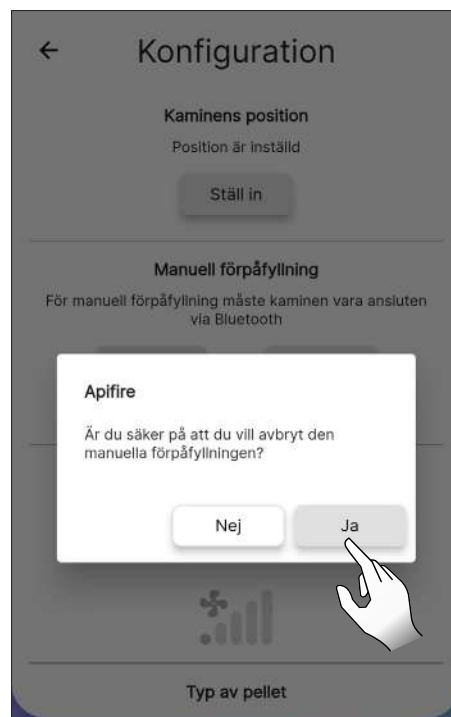 Konfiguration
Kaminens position
Position är inställd
Ställ in
Manuell förpåfyllning
För manuell förpåfyllning måste kaminen vara ansluten
via Bluetooth
Apifire
Är du säker på att du vill avbryt den
manuella förpåfyllningen?
Nej
Ja
Typ av pellet